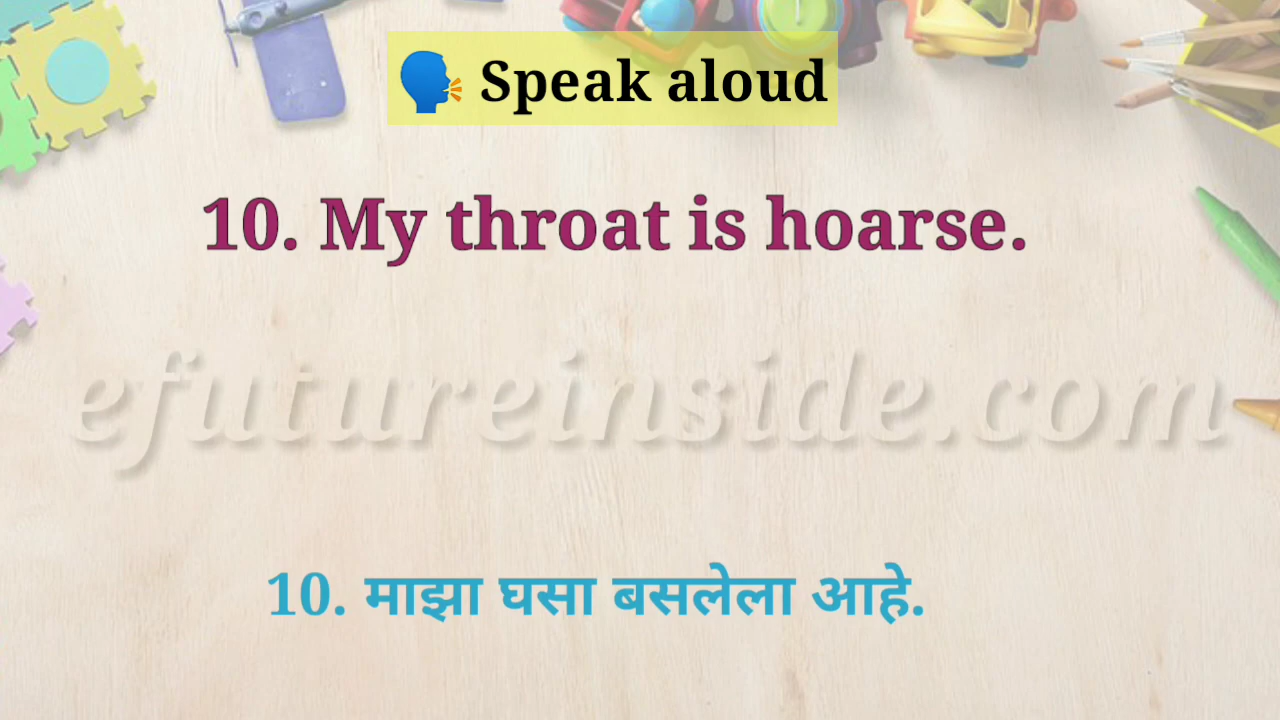 🗣 Speak aloud
10. My throat is hoarse.
efutureinside.com
10. माझा घसा बसलेला आहे.